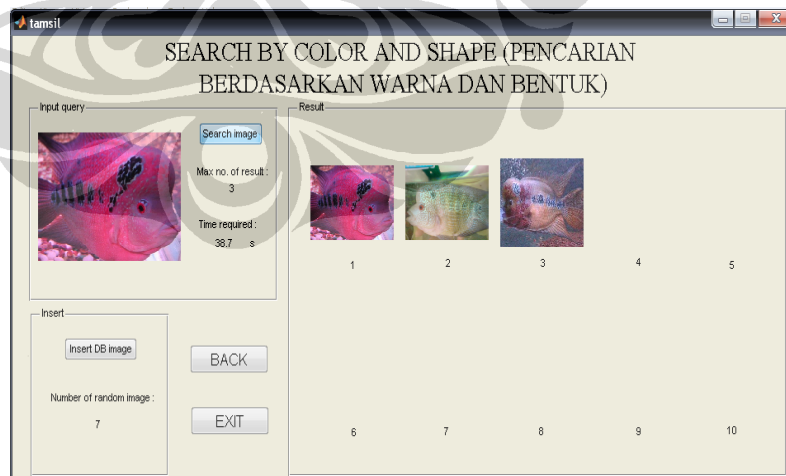 tamsil
SEARCH BY COLOR AND SHAPE (PENCARIAN
BERDASARKAN WARNA DAN BENTUK)
Input query
Search image
Max no. of result :
3
Time required :
38.7 s
Result
1 2 3 4 5
6 7 8 9 10
Insert
Insert DB image
Number of random image :
7
BACK
EXIT